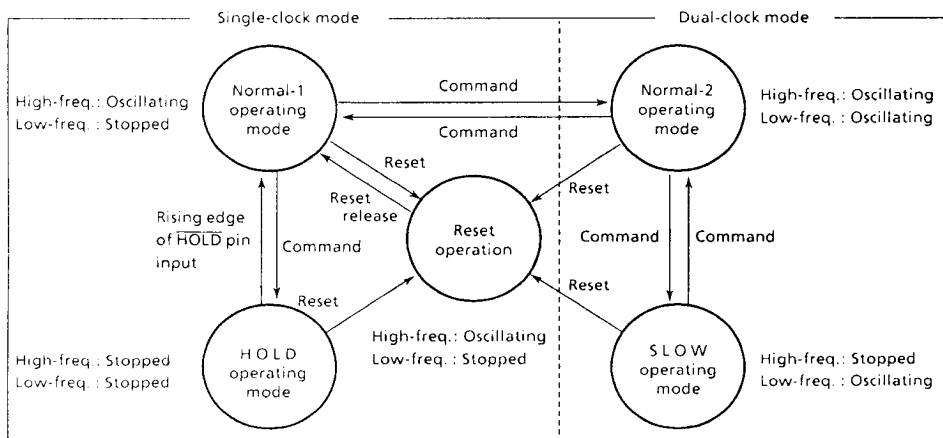 Single-clock mode
Dual-clock mode
Normal-1
operating
mode
High-freq.: Oscillating
Low-freq. : Stopped
Command
Command
Normal-2
operating
mode
High-freq.: Oscillating
Low-freq. : Oscillating
Reset
Reset
release
Reset
Rising edge
of HOLD pin
input
Command
Reset
operation
Command
Command
Reset
Reset
HOLD
operating
mode
High-freq.: Stopped
Low-freq. : Stopped
High-freq.: Oscillating
Low-freq. : Stopped
SLOW
operating
mode
High-freq.: Stopped
Low-freq. : Oscillating